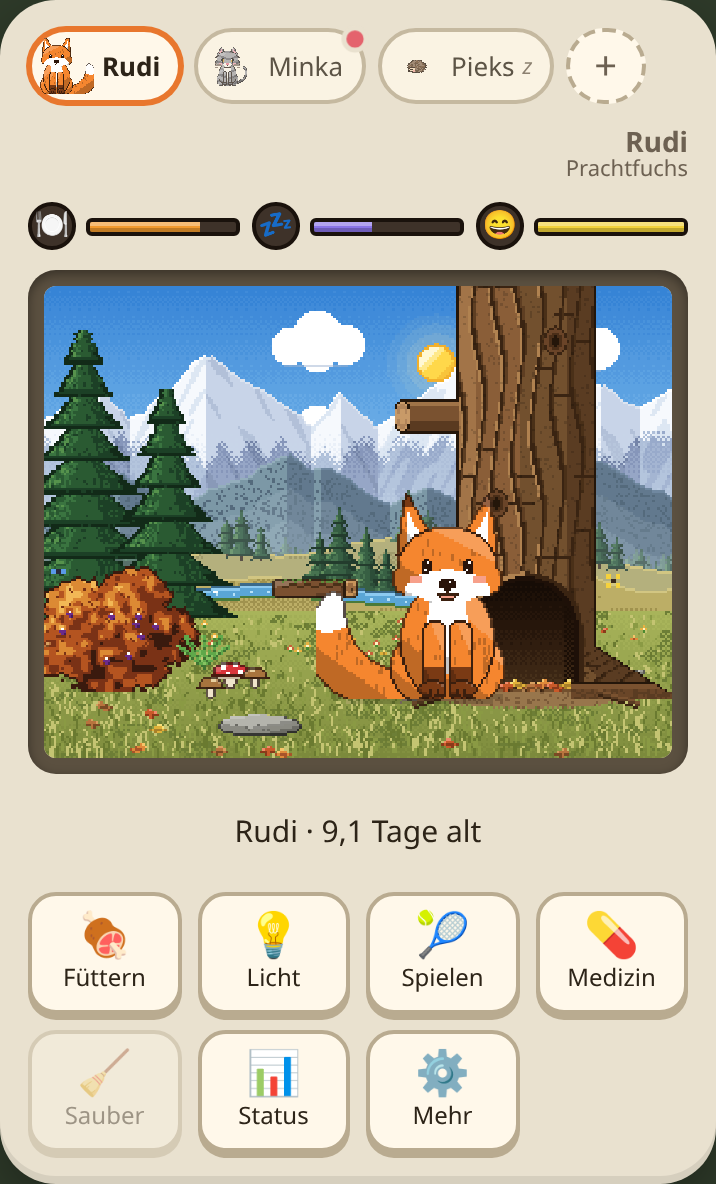 Rudi
Minka
Pieks z
+
Rudi
Prachtfuchs
Rudi · 9,1 Tage alt
Füttern
Licht
Spielen
Medizin
Sauber
Status
Mehr